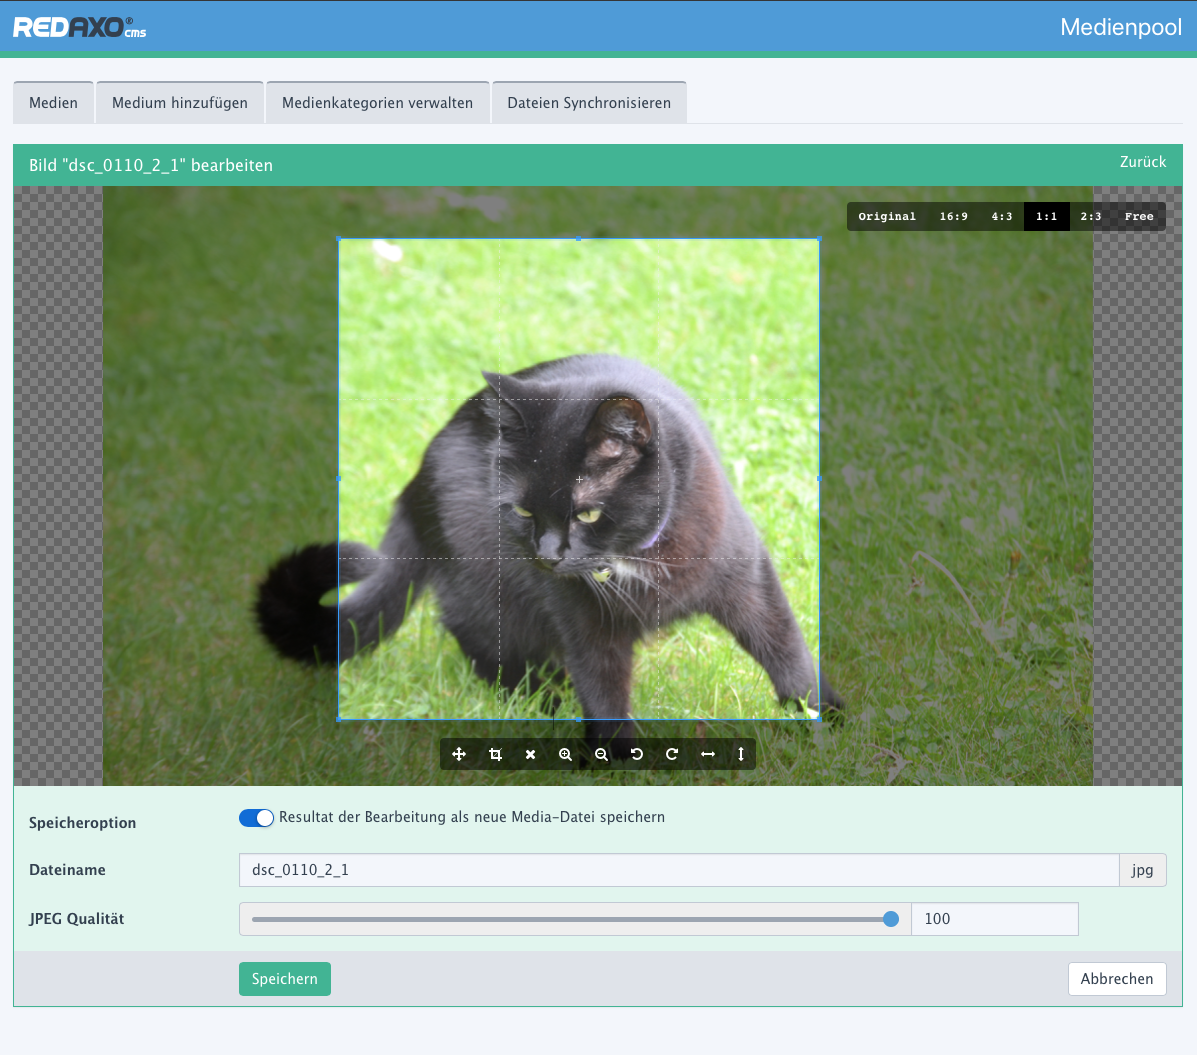 REDAXO® cms
Medienpool
Medien
Medium hinzufügen
Medienkategorien verwalten
Dateien Synchronisieren
Bild "dsc_0110_2_1" bearbeiten
Zurück
Original 16:9 4:3 1:1 2:3 Free
Speicheroption
Resultat der Bearbeitung als neue Media-Datei speichern
Dateiname
dsc_0110_2_1
jpg
JPEG Qualität
100
Speichern
Abbrechen